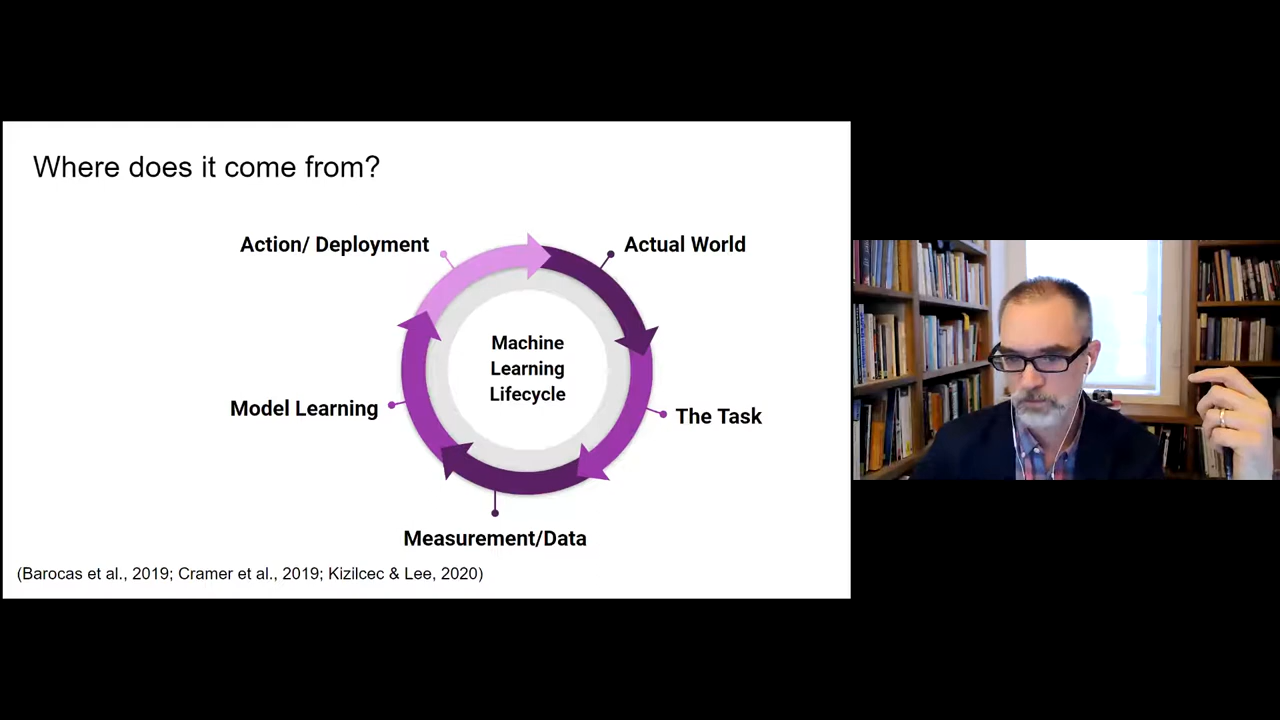 Where does it come from?
Action/ Deployment
Actual World
Machine
Learning
Lifecycle
Model Learning
The Task
Measurement/Data
(Barocas et al., 2019; Cramer et al., 2019; Kizilcec & Lee, 2020)